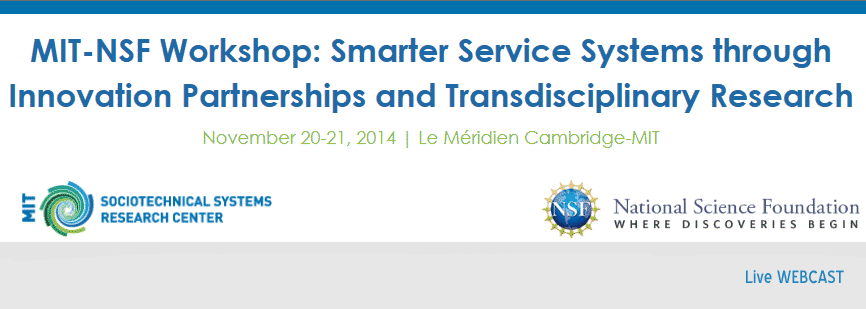 MIT-NSF Workshop: Smarter Service Systems through
Innovation Partnerships and Transdisciplinary Research
November 20-21, 2014 | Le Méridien Cambridge-MIT
MIT
SOCIOTECHNICAL SYSTEMS
RESEARCH CENTER
NSF
National Science Foundation
WHERE DISCOVERIES BEGIN
Live WEBCAST